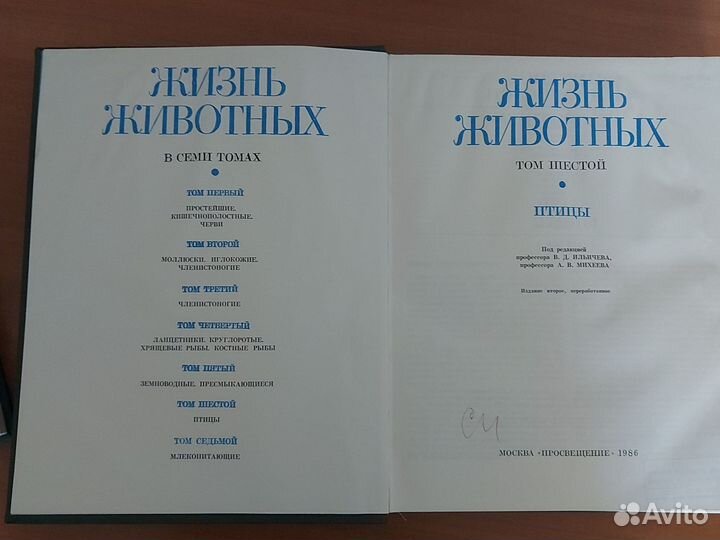 ЖИЗНЬ
ЖИВОТНЫХ
В СЕМИ ТОМАХ
ТОМ ПЕРВЫЙ
ПРОСТЕЙШИЕ.
КИШЕЧНОПОЛОСТНЫЕ.
ЧЕРВИ
ТОМ ВТОРОЙ
МОЛЛЮСКИ. ИГЛОКОЖИЕ.
ЧЛЕНИСТОНОГИЕ
ТОМ ТРЕТИЙ
ЧЛЕНИСТОНОГИЕ
ТОМ ЧЕТВЕРТЫЙ
ЛАНЦЕТНИКИ. КРУГЛОРОТЫЕ.
ХРЯЩЕВЫЕ РЫБЫ. КОСТНЫЕ РЫБЫ
ТОМ ПЯТЫЙ
ЗЕМНОВОДНЫЕ. ПРЕСМЫКАЮЩИЕСЯ
ТОМ ШЕСТОЙ
ПТИЦЫ
ТОМ СЕДЬМОЙ
МЛЕКОПИТАЮЩИЕ
ЖИЗНЬ
ЖИВОТНЫХ
ТОМ ШЕСТОЙ
ПТИЦЫ
Под редакцией
профессора В. Д. ИЛЬИЧЕВА,
профессора А. В. МИХЕЕВА
Издание второе, переработанное
СИ
МОСКВА «ПРОСВЕЩЕНИЕ» 1986
Avito